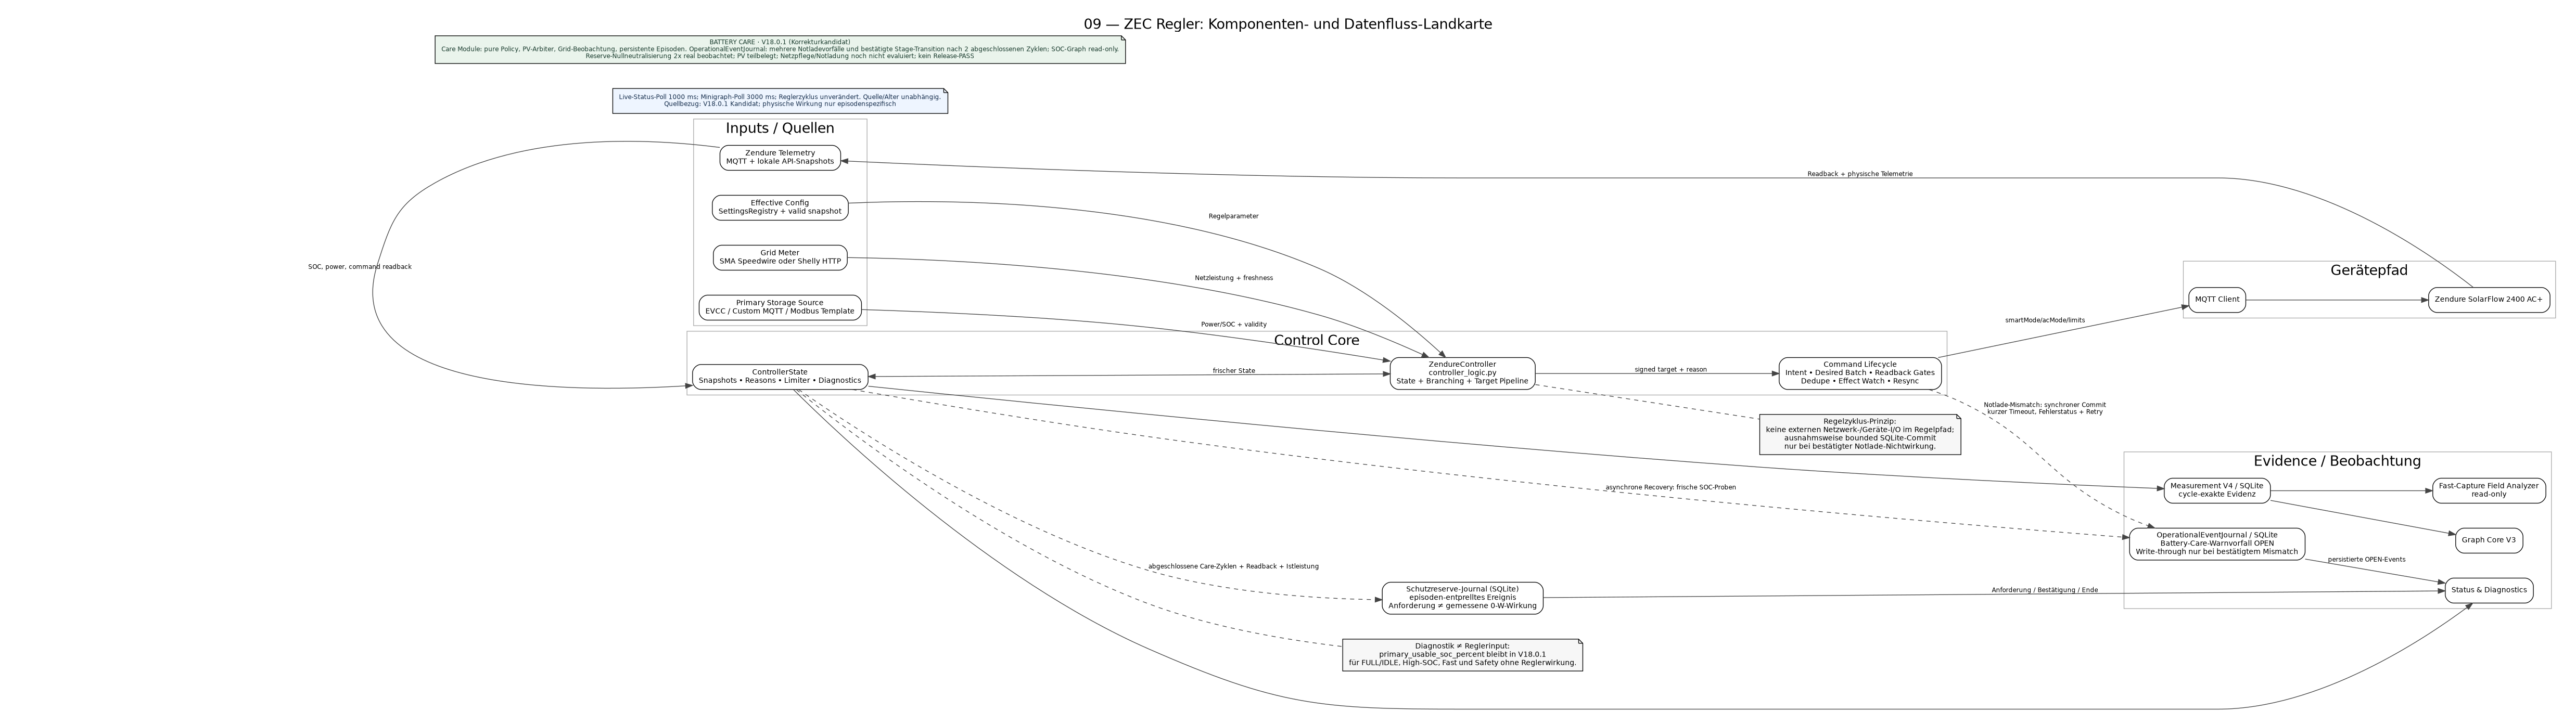 09 — ZEC Regler: Komponenten- und Datenfluss-Landkarte
BATTERY CARE · V18.0.1 (Korrekturkandidat)
Care Module: pure Policy, PV-Arbiter, Grid-Beobachtung, persistente Episoden. OperationalEventJournal: mehrere Notladevorfälle und bestätigte Stage-Transition nach 2 abgeschlossenen Zyklen; SOC-Graph read-only.
Reserve-Nullneutralisierung 2x real beobachtet; PV teilbelegt; Netzpflege/Notladung noch nicht evaluiert; kein Release-PASS
Live-Status-Poll 1000 ms; Minigraph-Poll 3000 ms; Reglerzyklus unverändert. Quelle/Alter unabhängig.
Quellbezug: V18.0.1 Kandidat; physische Wirkung nur episodenspezifisch
Inputs / Quellen
Zendure Telemetry
MQTT + lokale API-Snapshots
Effective Config
SettingsRegistry + valid snapshot
Grid Meter
SMA Speedwire oder Shelly HTTP
Primary Storage Source
EVCC / Custom MQTT / Modbus Template
SOC, power, command readback
Readback + physische Telemetrie
Regelparameter
Netzleistung + freshness
Power/SOC + validity
Gerätepfad
MQTT Client
Zendure SolarFlow 2400 AC+
smartMode/acMode/limits
Control Core
ControllerState
Snapshots • Reasons • Limiter • Diagnostics
frischer State
ZendureController
controller_logic.py
State + Branching + Target Pipeline
signed target + reason
Command Lifecycle
Intent • Desired Batch • Readback Gates
Dedupe • Effect Watch • Resync
Notlade-Mismatch: synchroner Commit
kurzer Timeout, Fehlerstatus + Retry
Regelzyklus-Prinzip:
keine externen Netzwerk-/Geräte-I/O im Regelpfad;
ausnahmsweise bounded SQLite-Commit
nur bei bestätigter Notlade-Nichtwirkung.
Evidence / Beobachtung
Measurement V4 / SQLite
cycle-exakte Evidenz
Fast-Capture Field Analyzer
read-only
asynchrone Recovery: frische SOC-Proben
OperationalEventJournal / SQLite
Battery-Care-Warnvorfall OPEN
Write-through nur bei bestätigtem Mismatch
Graph Core V3
persistierte OPEN-Events
Status & Diagnostics
abgeschlossene Care-Zyklen + Readback + Istleistung
Schutzreserve-Journal (SQLite)
episoden-entprelltes Ereignis
Anforderung ≠ gemessene 0-W-Wirkung
Anforderung / Bestätigung / Ende
Diagnostik ≠ Reglerinput:
primary_usable_soc_percent bleibt in V18.0.1
für FULL/IDLE, High-SOC, Fast und Safety ohne Reglerwirkung.